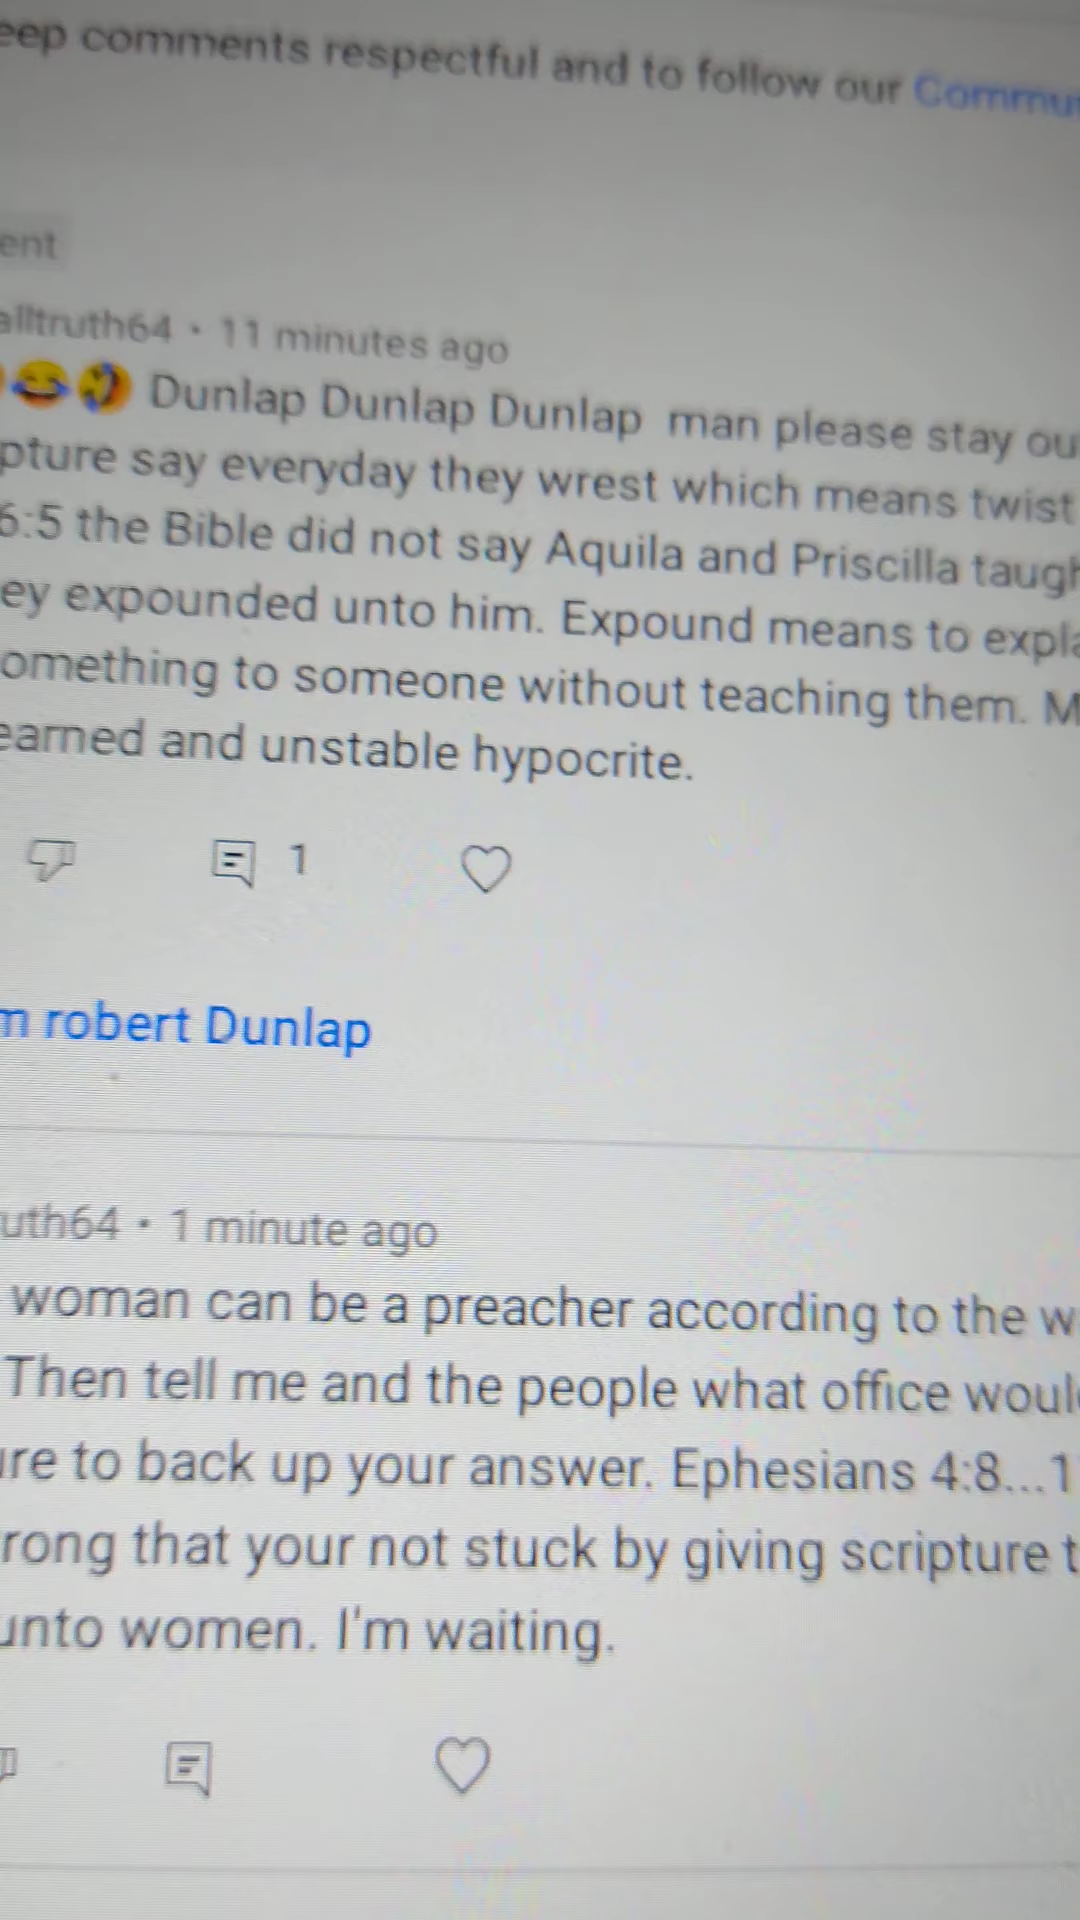 eep comments respectful and to follow our Commu
ent
alltruth64 • 11 minutes ago
😂🤣 Dunlap Dunlap Dunlap man please stay ou
pture say everyday they wrest which means twist
6:5 the Bible did not say Aquila and Priscilla taugh
ey expounded unto him. Expound means to expla
omething to someone without teaching them. M
earned and unstable hypocrite.
1
m robert Dunlap
uth64 • 1 minute ago
woman can be a preacher according to the w
Then tell me and the people what office woul
ure to back up your answer. Ephesians 4:8...1
rong that your not stuck by giving scripture t
unto women. I'm waiting.